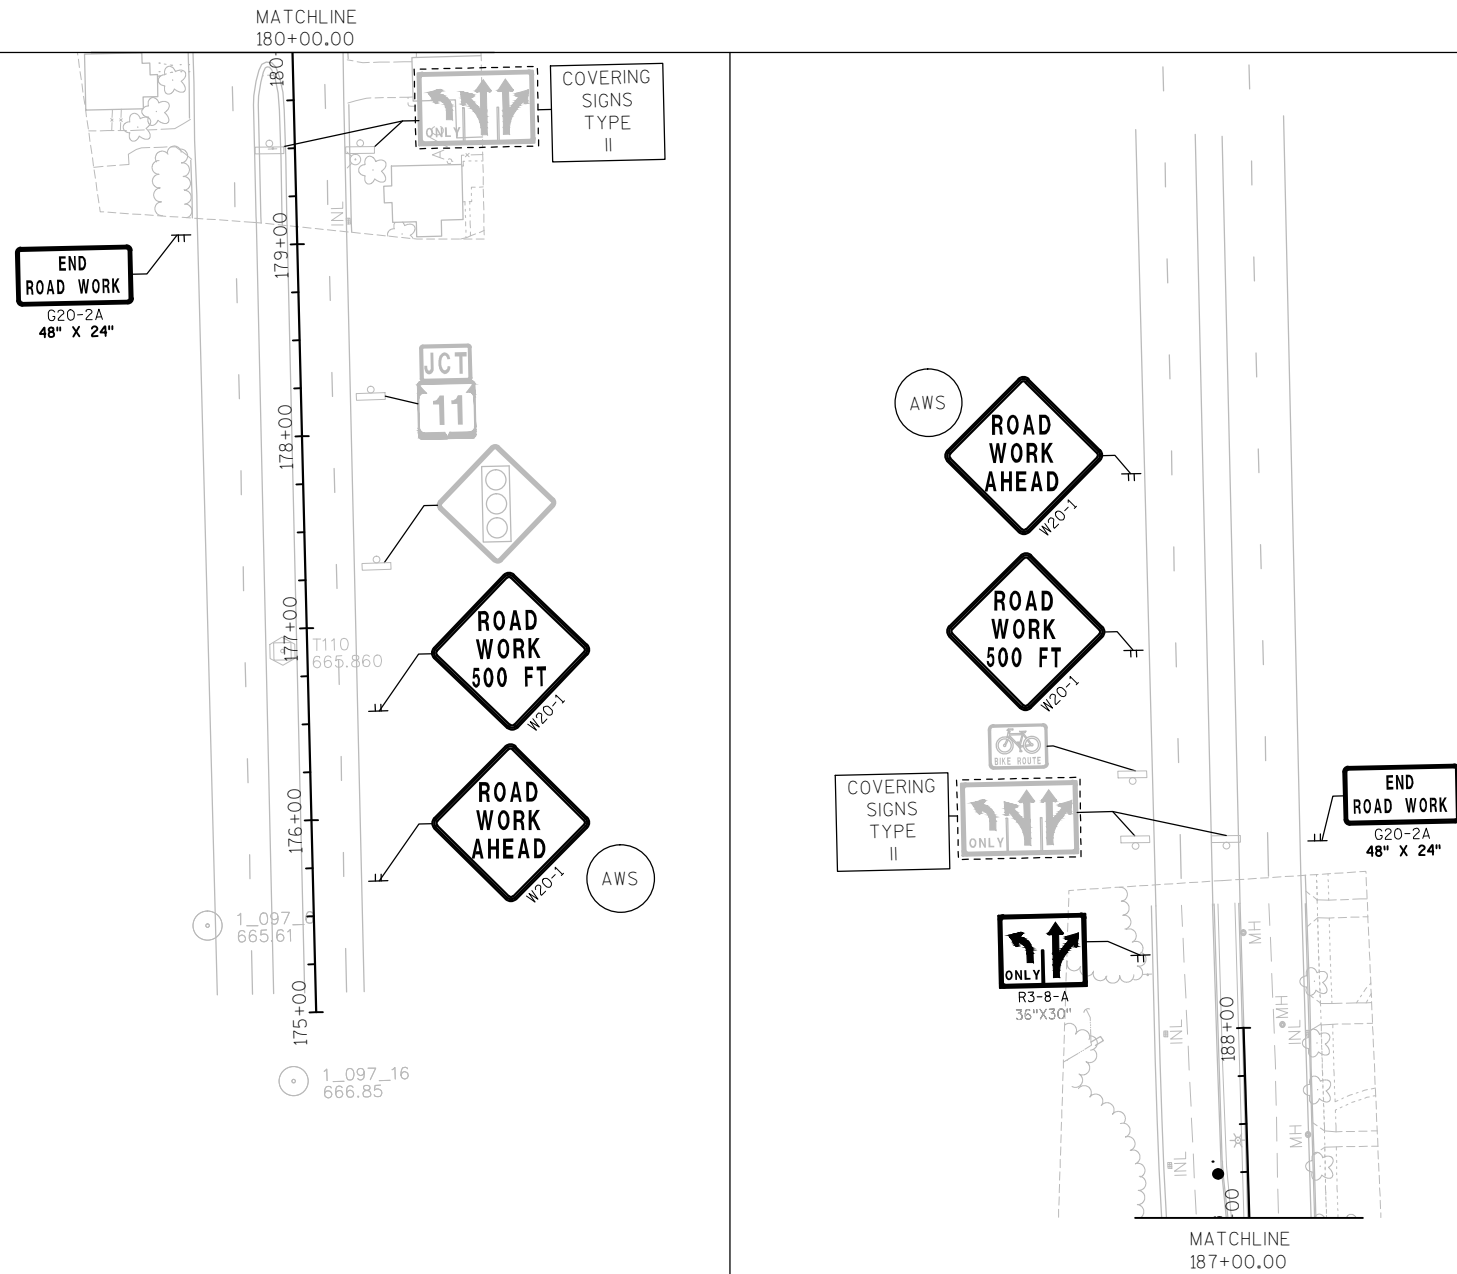 MATCHLINE
180+00.00
180
COVERING
SIGNS
TYPE
II
ONLY
INL
179+00
END
ROAD WORK
G20-2A
48" X 24"
JCT
11
178+00
177+00
T110
665.860
ROAD
WORK
500 FT
W20-1
ROAD
WORK
AHEAD
W20-1
AWS
176+00
1_097_
665.61
175+00
1_097_16
666.85
AWS
ROAD
WORK
AHEAD
W20-1
ROAD
WORK
500 FT
W20-1
BIKE ROUTE
COVERING
SIGNS
TYPE
II
ONLY
END
ROAD WORK
G20-2A
48" X 24"
ONLY
R3-8-A
36"X30"
MH
MH
INL
INL
188+00
MH
INL
00
MATCHLINE
187+00.00